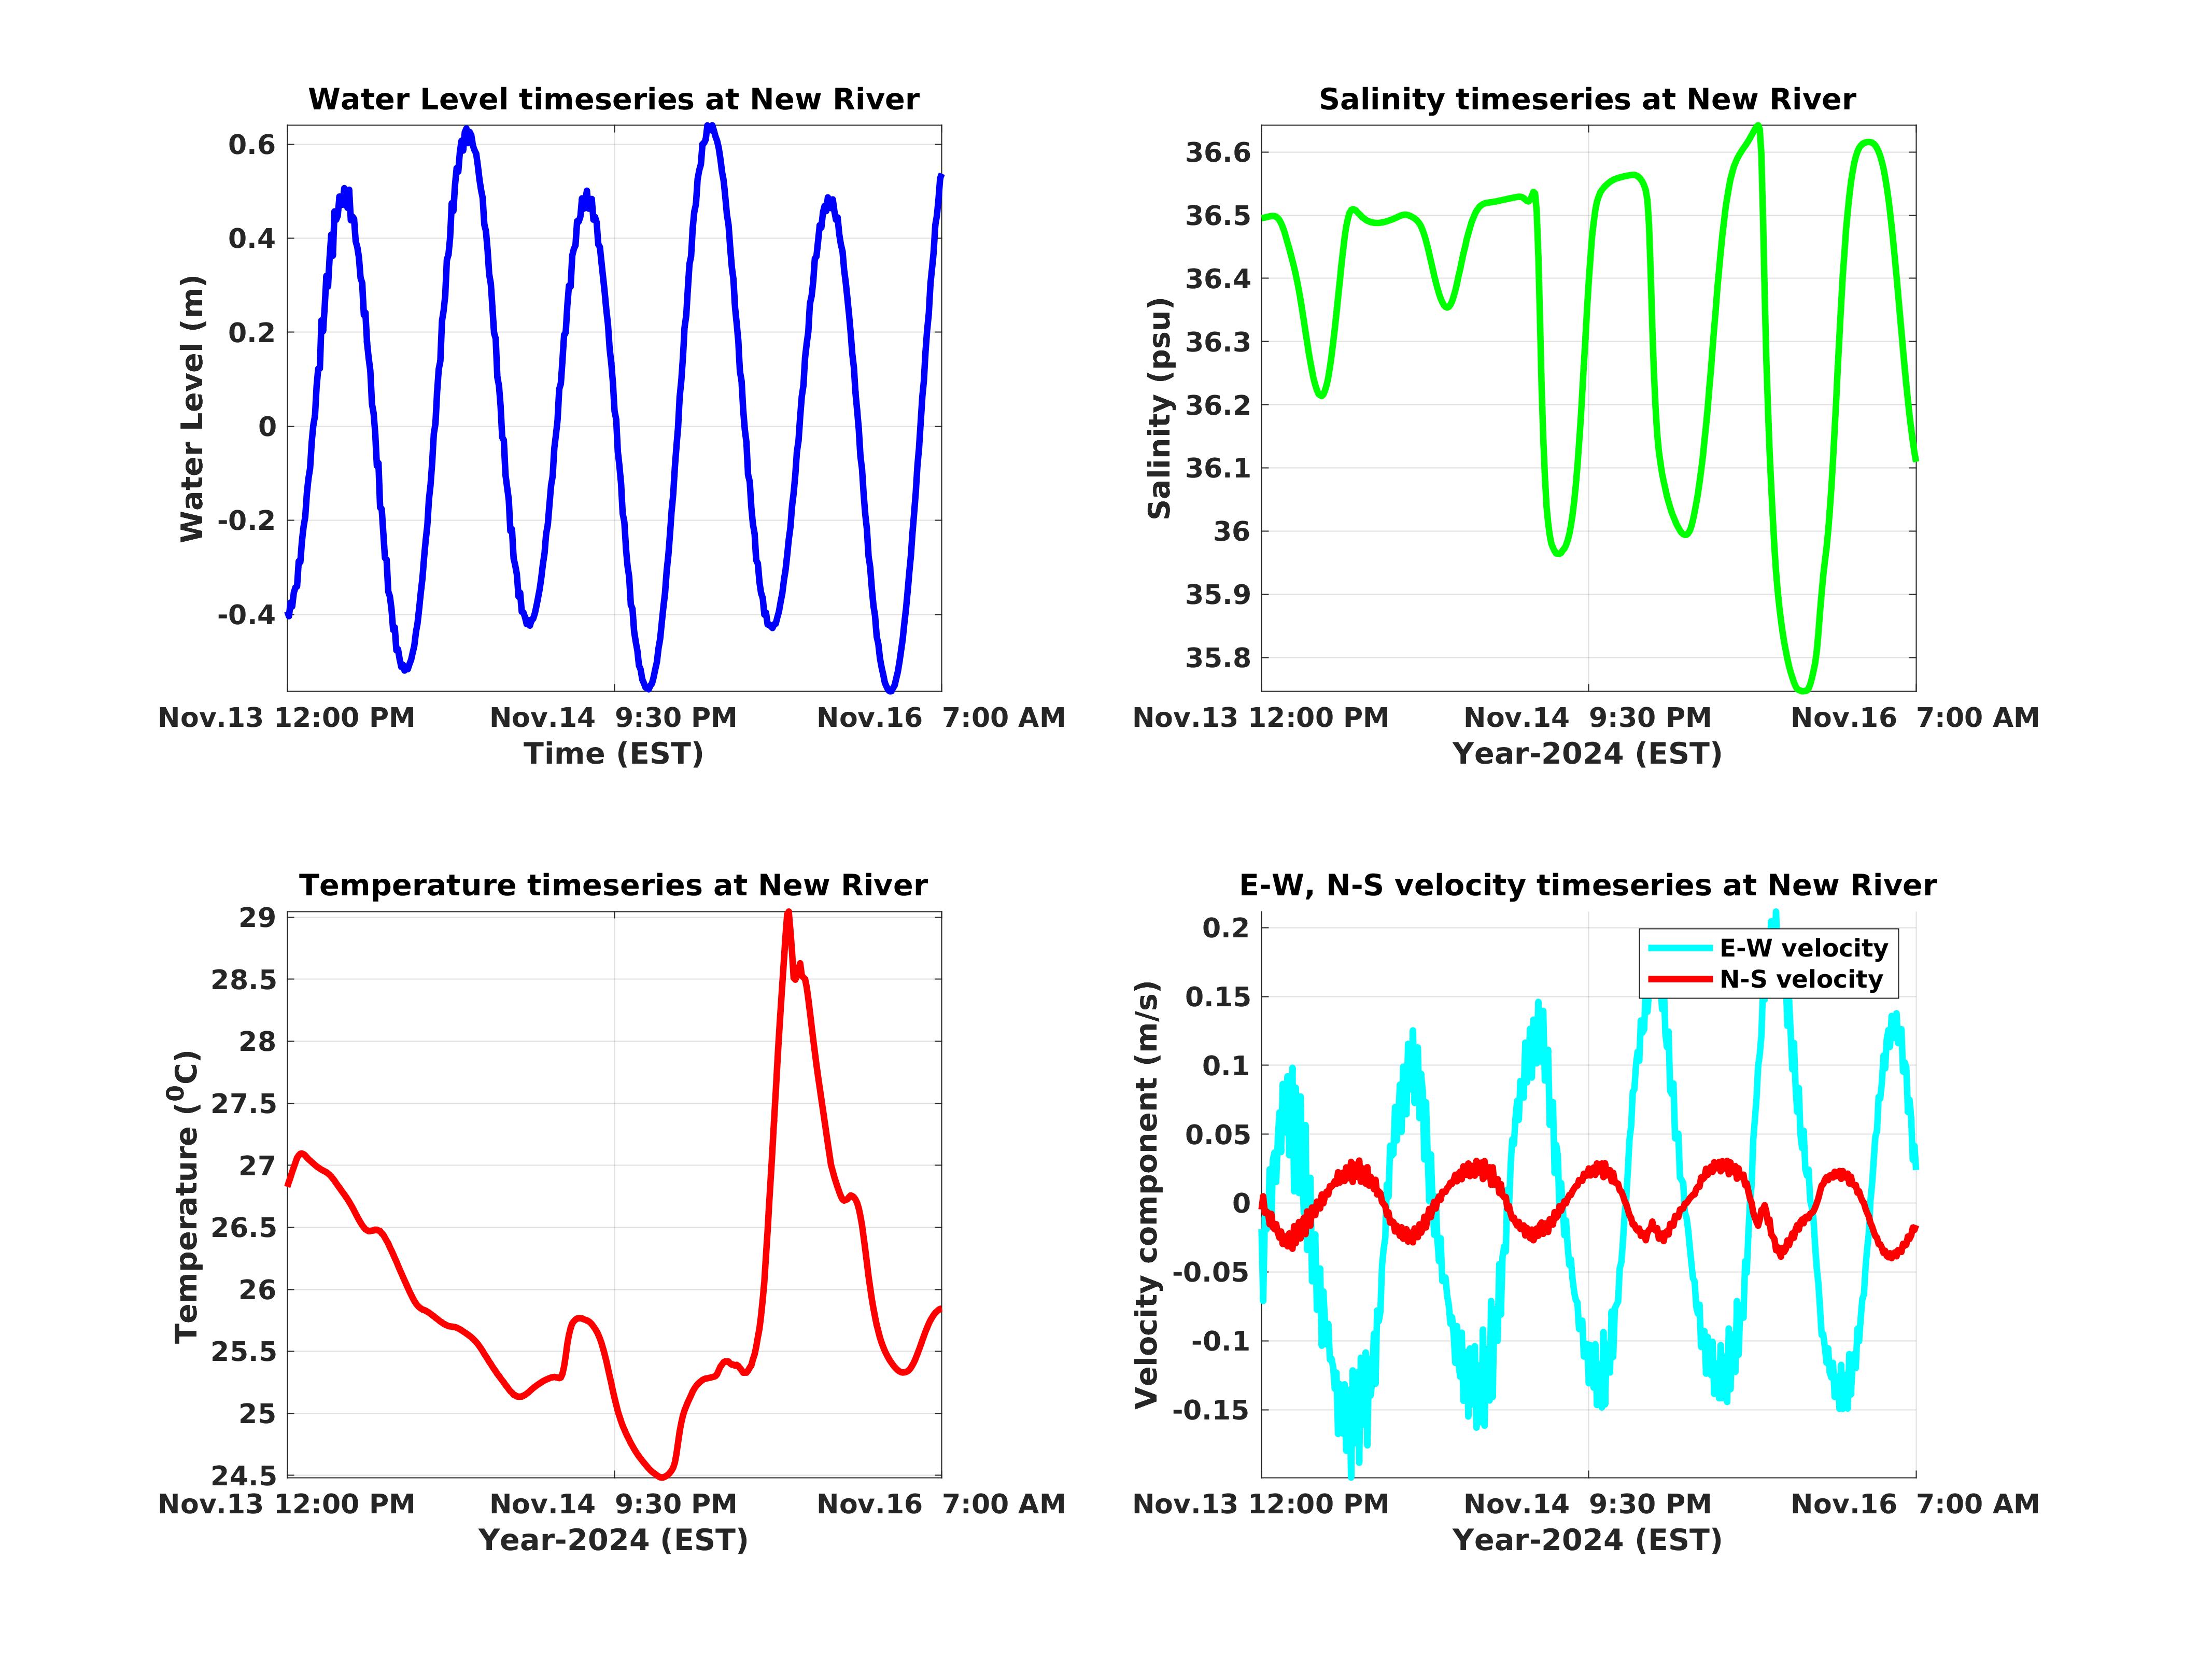 Water Level timeseries at New River
0.6
0.4
0.2
0
-0.2
-0.4
Water Level (m)
Nov.13 12:00 PM Nov.14 9:30 PM Nov.16 7:00 AM
Time (EST)
Salinity timeseries at New River
36.6
36.5
36.4
36.3
36.2
36.1
36
35.9
35.8
Salinity (psu)
Nov.13 12:00 PM Nov.14 9:30 PM Nov.16 7:00 AM
Year-2024 (EST)
Temperature timeseries at New River
29
28.5
28
27.5
27
26.5
26
25.5
25
24.5
Temperature (⁰C)
Nov.13 12:00 PM Nov.14 9:30 PM Nov.16 7:00 AM
Year-2024 (EST)
E-W, N-S velocity timeseries at New River
E-W velocity
N-S velocity
0.2
0.15
0.1
0.05
0
-0.05
-0.1
-0.15
Velocity component (m/s)
Nov.13 12:00 PM Nov.14 9:30 PM Nov.16 7:00 AM
Year-2024 (EST)